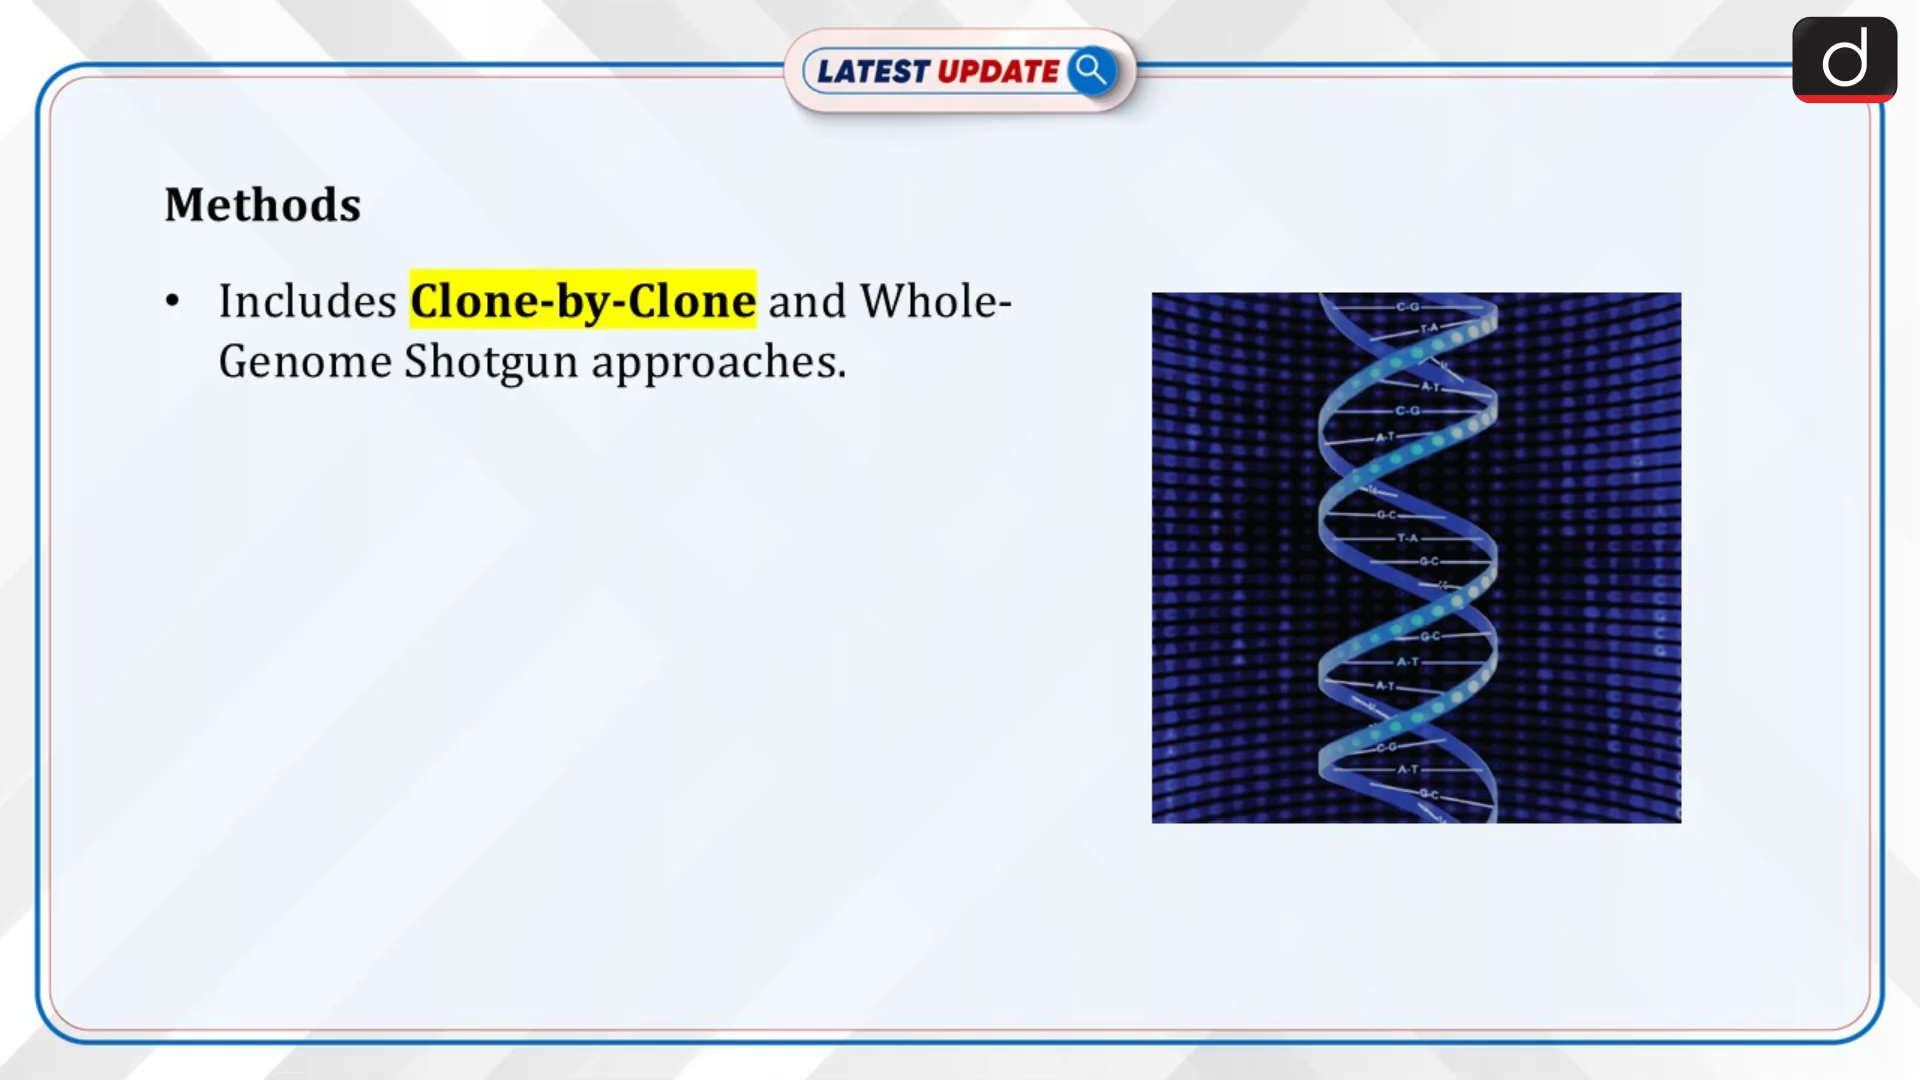 LATEST UPDATE
d
Methods
• Includes Clone-by-Clone and Whole-
Genome Shotgun approaches.
C-G
T-A
A-T
C-G
A-T
G-C
T-A
G-C
G-C
A-T
A-T
C-G
A-T
G-C